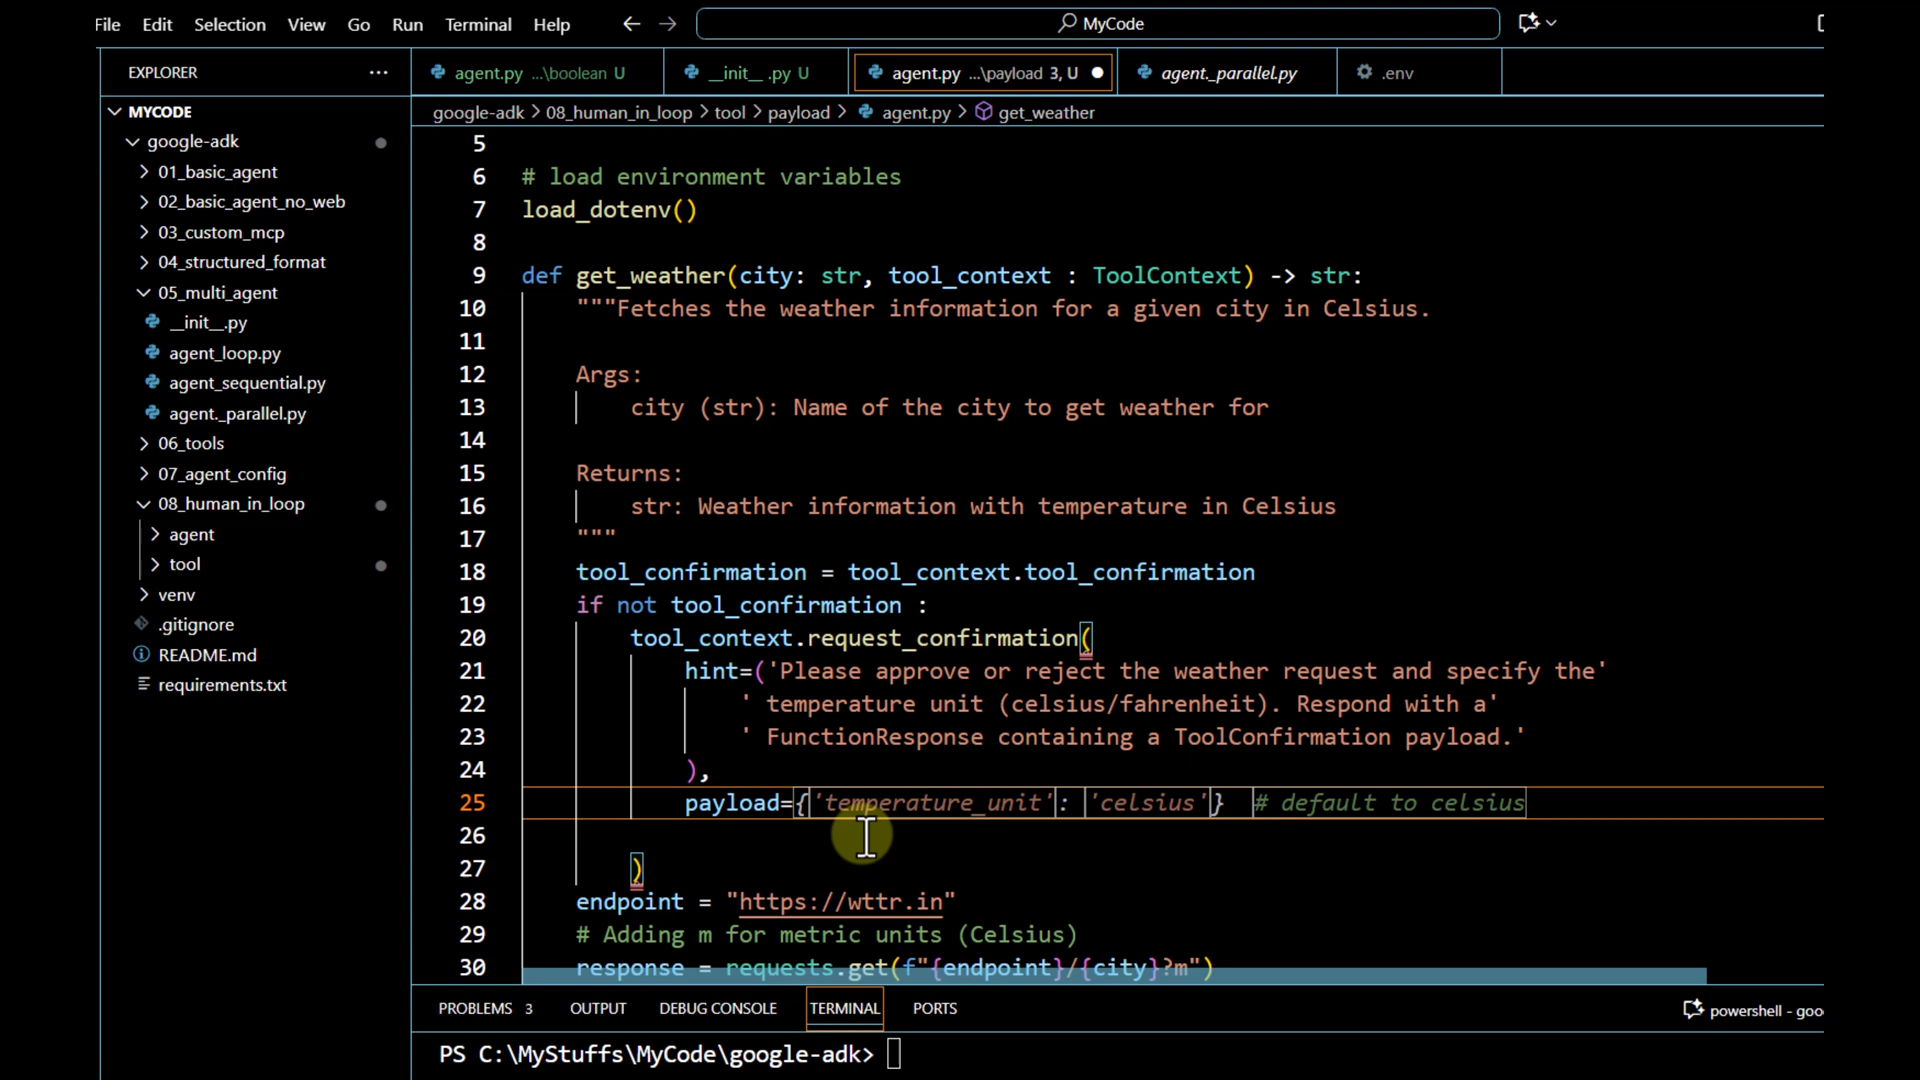 File Edit Selection View Go Run Terminal Help
MyCode
EXPLORER
agent.py ...\boolean U
__init__.py U
agent.py ...\payload 3, U
agent._parallel.py
.env
google-adk > 08_human_in_loop > tool > payload > agent.py > get_weather
MYCODE
google-adk
01_basic_agent
02_basic_agent_no_web
03_custom_mcp
04_structured_format
05_multi_agent
__init__.py
agent_loop.py
agent_sequential.py
agent._parallel.py
06_tools
07_agent_config
08_human_in_loop
agent
tool
venv
.gitignore
README.md
requirements.txt
5
6 # load environment variables
7 load_dotenv()
8
9 def get_weather(city: str, tool_context : ToolContext) -> str:
10 """Fetches the weather information for a given city in Celsius.
11
12 Args:
13 city (str): Name of the city to get weather for
14
15 Returns:
16 str: Weather information with temperature in Celsius
17 """
18 tool_confirmation = tool_context.tool_confirmation
19 if not tool_confirmation :
20 tool_context.request_confirmation(
21 hint=('Please approve or reject the weather request and specify the'
22 ' temperature unit (celsius/fahrenheit). Respond with a'
23 ' FunctionResponse containing a ToolConfirmation payload.'
24 ),
25 payload={'temperature_unit': 'celsius'} # default to celsius
26
27 )
28 endpoint = "https://wttr.in"
29 # Adding m for metric units (Celsius)
30 response = requests.get(f"{endpoint}/{city}?m")
PROBLEMS 3 OUTPUT DEBUG CONSOLE TERMINAL PORTS
powershell - goo
PS C:\MyStuffs\MyCode\google-adk>